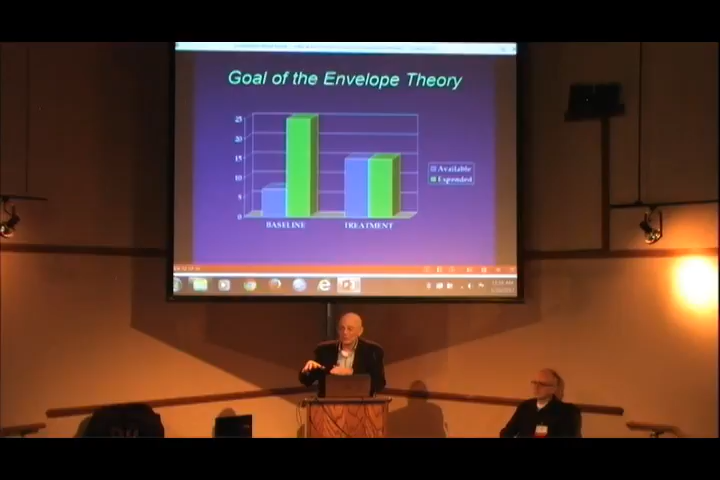 Goal of the Envelope Theory
25
20
15
10
5
0
Available
Expended
BASELINE TREATMENT